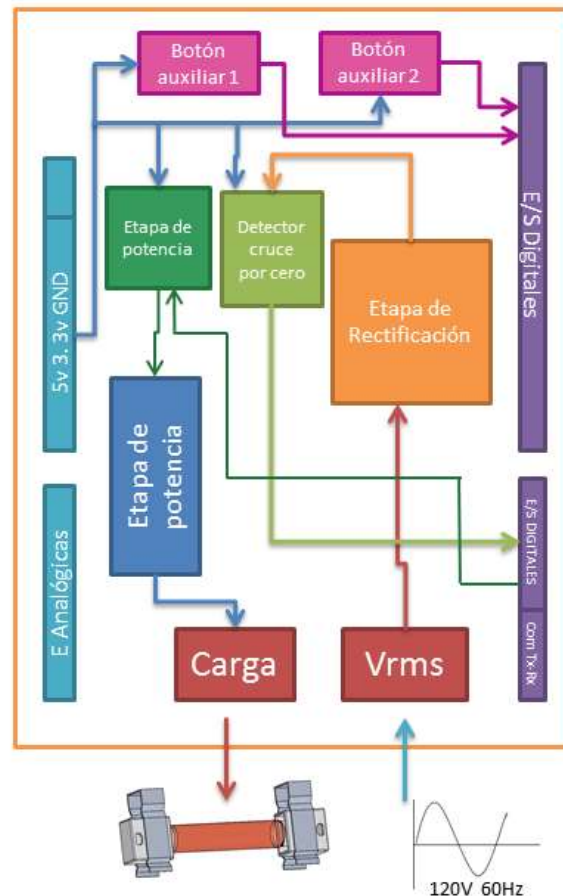 Botón
auxiliar 1
Botón
auxiliar 2
E/S Digitales
5v 3. 3v GND
Etapa de
potencia
Detector
cruce
por cero
Etapa de
Rectificación
Etapa de
potencia
E Analógicas
E/S DIGITALES
Com Tx-Rx
Carga
Vrms
120V 60Hz